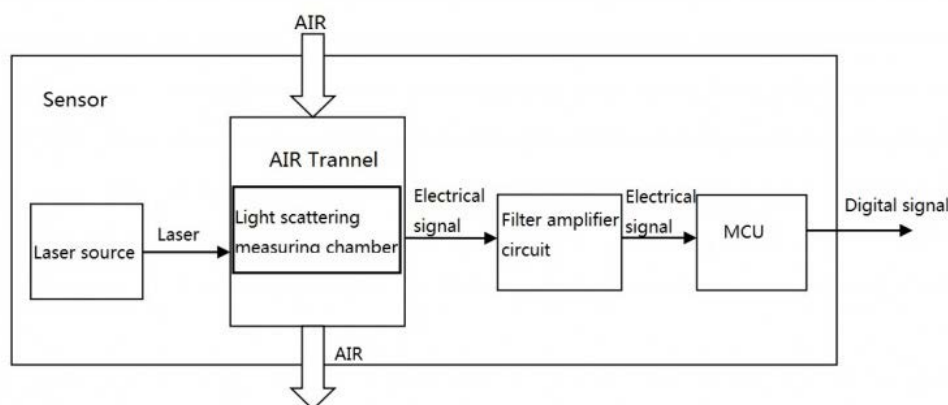 AIR
Sensor
AIR Trannel
Light scattering
measuring chamber
Laser source
Laser
Electrical
signal
Filter amplifier
circuit
Electrical
signal
MCU
Digital signal
AIR